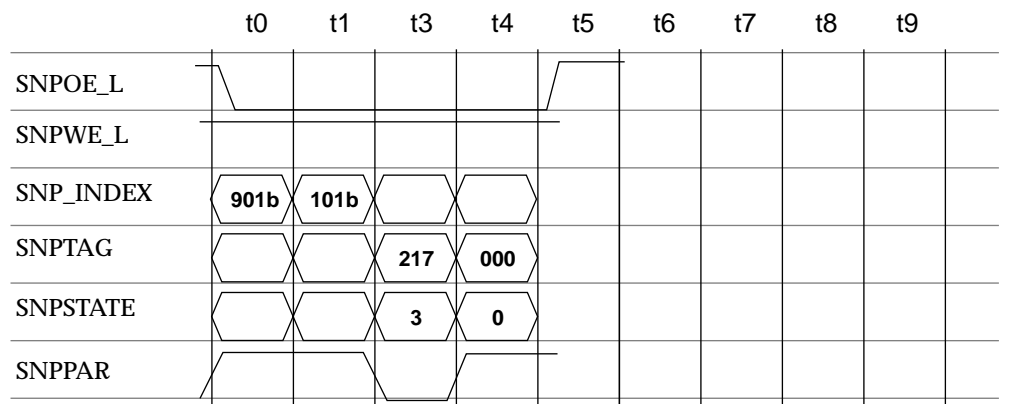 t0 t1 t3 t4 t5 t6 t7 t8 t9
SNPOE_L
SNPWE_L
SNP_INDEX 901b 101b
SNPTAG 217 000
SNPSTATE 3 0
SNPPAR